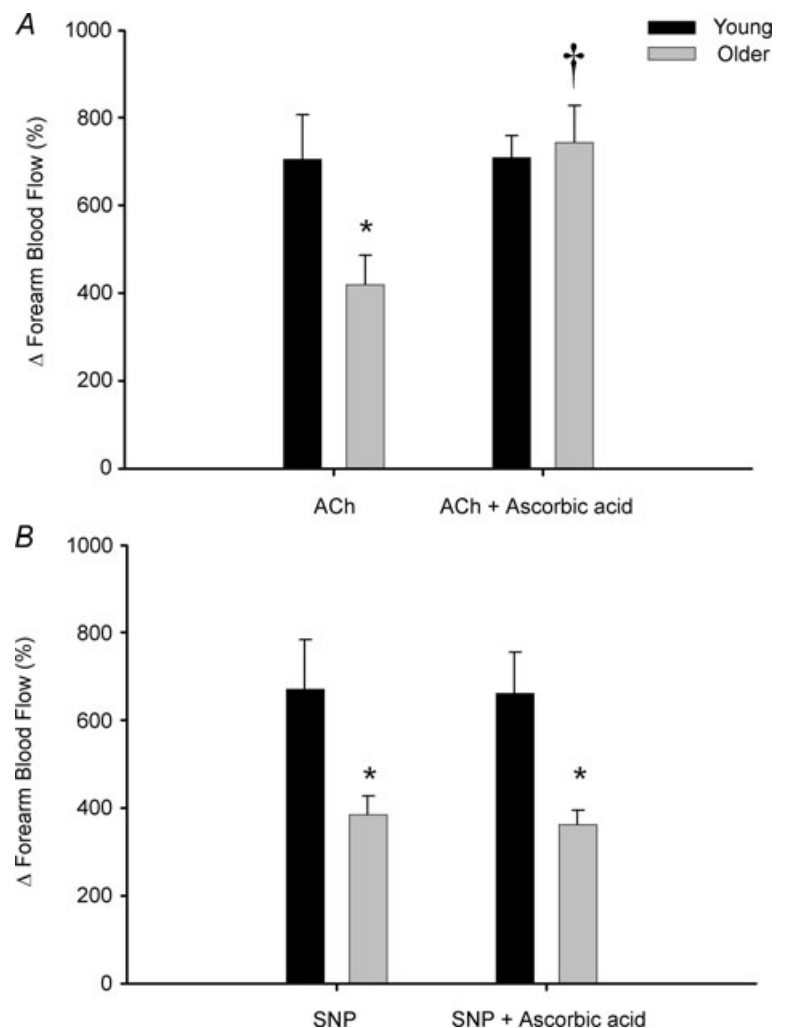 A
Young
Older
Δ Forearm Blood Flow (%)
1000
800
600
400
200
0
*
†
ACh
ACh + Ascorbic acid
B
Δ Forearm Blood Flow (%)
1000
800
600
400
200
0
*
*
SNP
SNP + Ascorbic acid